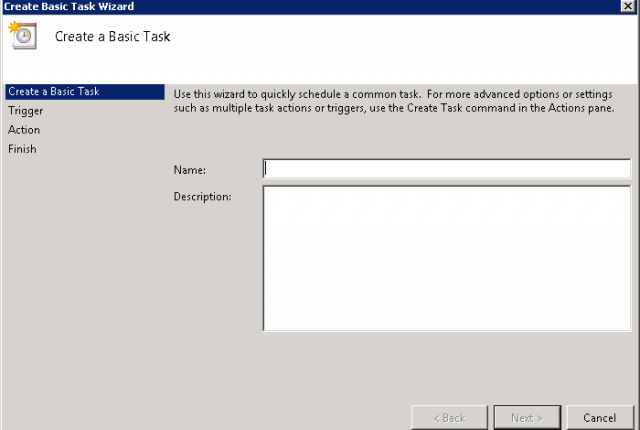 Create Basic Task Wizard
Create a Basic Task
Create a Basic Task
Trigger
Action
Finish
Use this wizard to quickly schedule a common task.  For more advanced options or settings
such as multiple task actions or triggers, use the Create Task command in the Actions pane.
Name:
Description:
< Back
Next >
Cancel